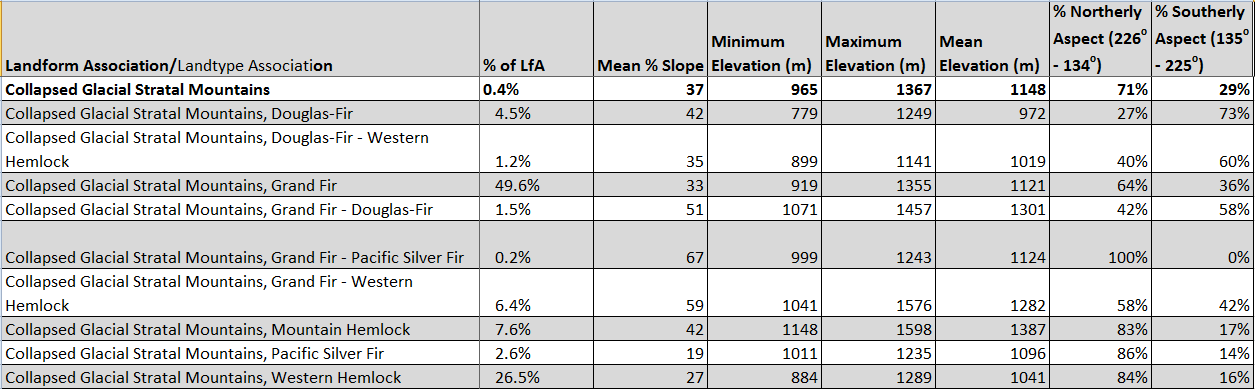 Landform Association/Landtype Association % of LfA Mean % Slope Minimum Elevation (m) Maximum Elevation (m) Mean Elevation (m) % Northerly Aspect (226° - 134°) % Southerly Aspect (135° - 225°)
Collapsed Glacial Stratal Mountains 0.4% 37 965 1367 1148 71% 29%
Collapsed Glacial Stratal Mountains, Douglas-Fir 4.5% 42 779 1249 972 27% 73%
Collapsed Glacial Stratal Mountains, Douglas-Fir - Western
Hemlock 1.2% 35 899 1141 1019 40% 60%
Collapsed Glacial Stratal Mountains, Grand Fir 49.6% 33 919 1355 1121 64% 36%
Collapsed Glacial Stratal Mountains, Grand Fir - Douglas-Fir 1.5% 51 1071 1457 1301 42% 58%
Collapsed Glacial Stratal Mountains, Grand Fir - Pacific Silver Fir 0.2% 67 999 1243 1124 100% 0%
Collapsed Glacial Stratal Mountains, Grand Fir - Western
Hemlock 6.4% 59 1041 1576 1282 58% 42%
Collapsed Glacial Stratal Mountains, Mountain Hemlock 7.6% 42 1148 1598 1387 83% 17%
Collapsed Glacial Stratal Mountains, Pacific Silver Fir 2.6% 19 1011 1235 1096 86% 14%
Collapsed Glacial Stratal Mountains, Western Hemlock 26.5% 27 884 1289 1041 84% 16%